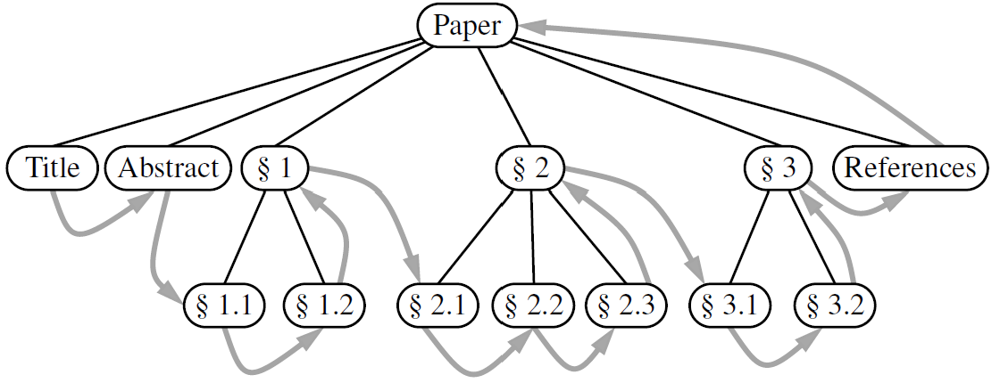 Paper
Title
Abstract
§ 1
§ 2
§ 3
References
§ 1.1
§ 1.2
§ 2.1
§ 2.2
§ 2.3
§ 3.1
§ 3.2